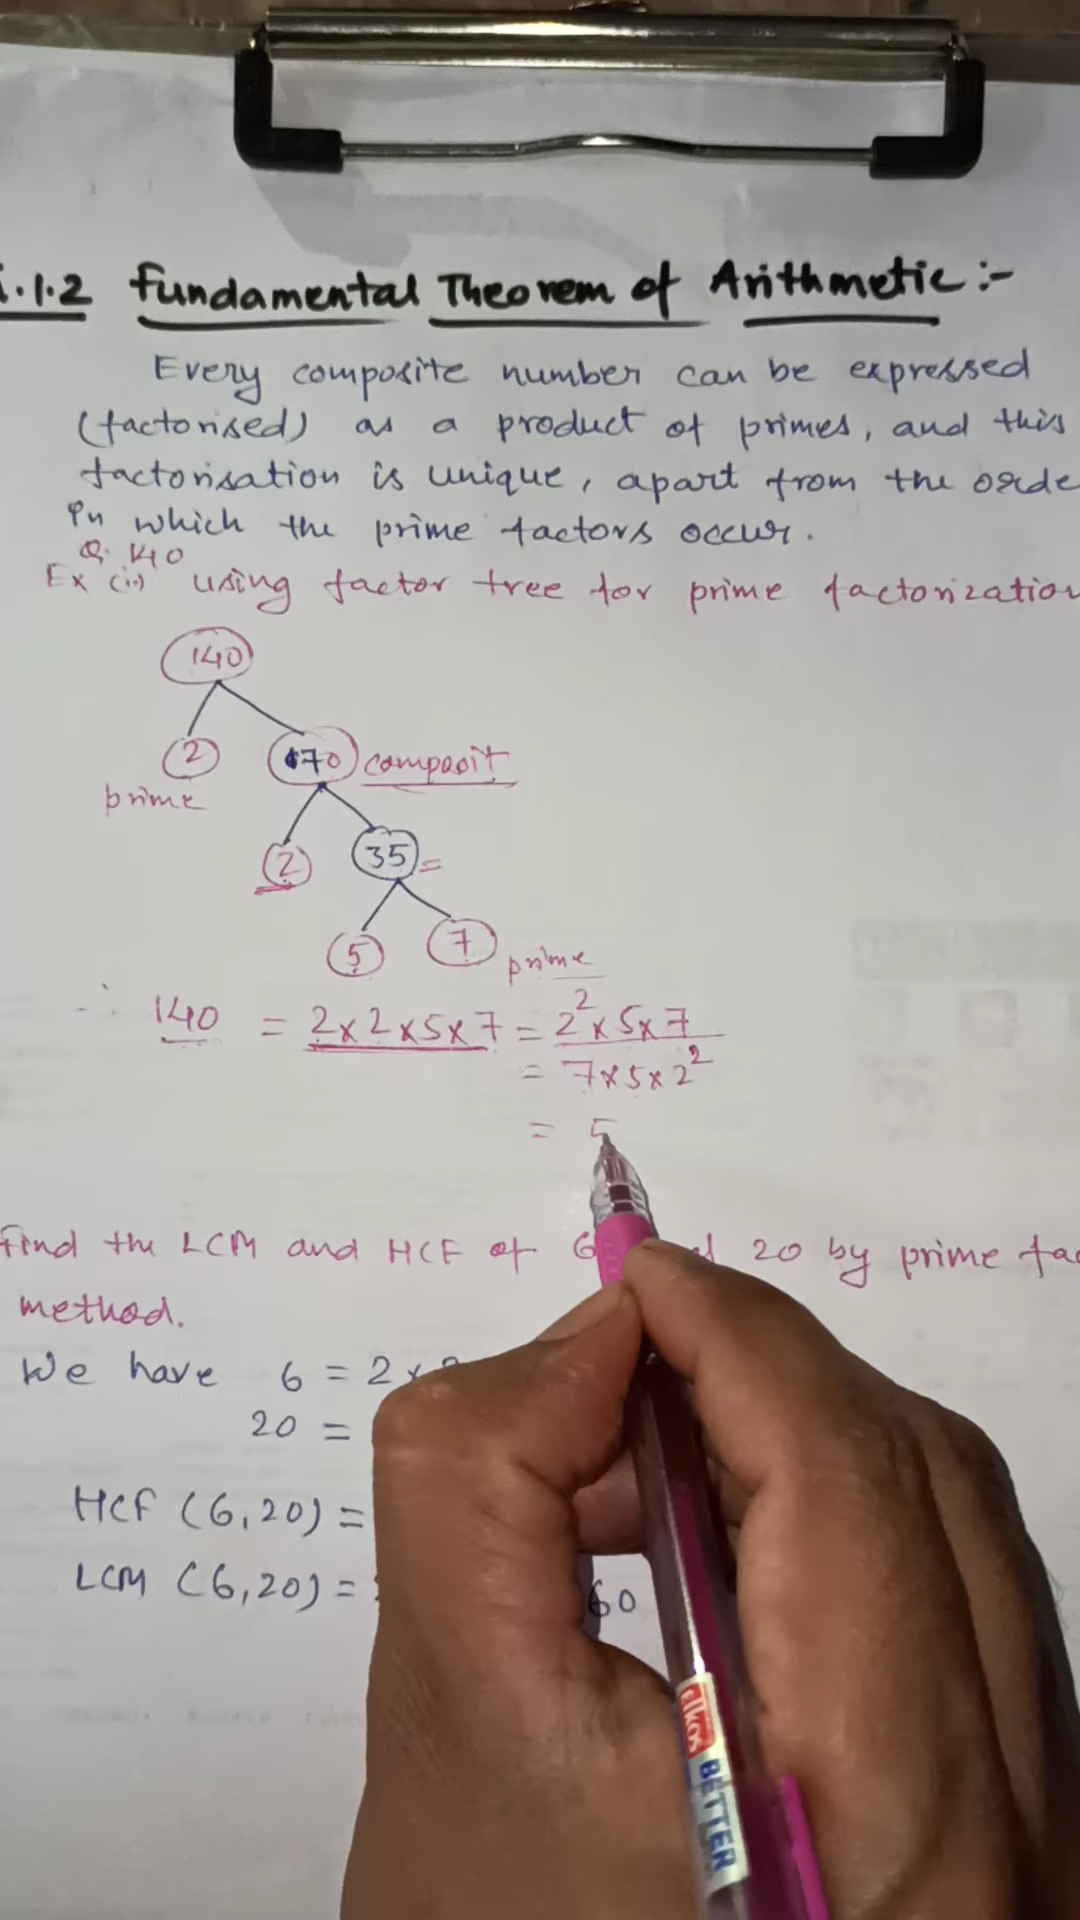 .1.2 Fundamental Theorem of Arithmetic :-
Every composite number can be expressed
(factorised) as a product of primes, and this
factorisation is unique, apart from the orde
in which the prime factors occur.
Q. 140
Ex (i) using factor tree for prime factorization
140
2 70 composit
prime
2 35 =
5 7 prime
∴ 140 = 2×2×5×7 = 2²×5×7
= 7×5×2²
= 5
Find the LCM and HCF of 6 20 by prime fac
method.
We have 6 = 2×
20 =
HCF (6,20) =
LCM (6,20) = 60
elkos BETTER